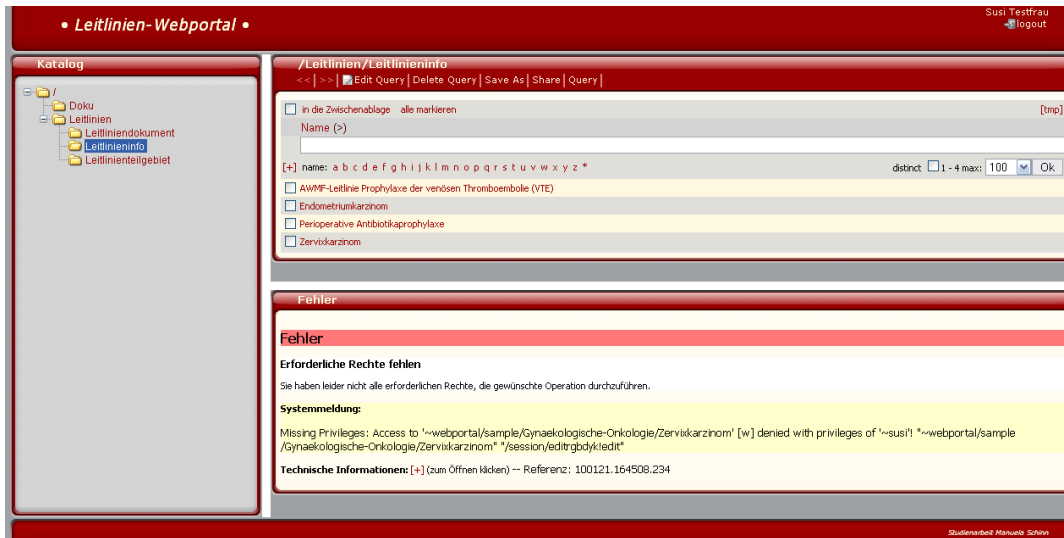 Susi Testfrau
logout
• Leitlinien-Webportal •
Katalog
/
Doku
Leitlinien
Leitliniendokument
Leitlinieninfo
Leitlinienteilgebiet
/Leitlinien/Leitlinieninfo
<< | >> | Edit Query | Delete Query | Save As | Share | Query |
in die Zwischenablage alle markieren [tmp]
Name (>)
[+] name: a b c d e f g h i j k l m n o p q r s t u v w x y z * distinct 1 - 4 max: 100 Ok
AWMF-Leitlinie Prophylaxe der venösen Thromboembolie (VTE)
Endometriumkarzinom
Perioperative Antibiotikaprophylaxe
Zervixkarzinom
Fehler
Fehler
Erforderliche Rechte fehlen
Sie haben leider nicht alle erforderlichen Rechte, die gewünschte Operation durchzuführen.
Systemmeldung:
Missing Privileges: Access to '~webportal/sample/Gynaekologische-Onkologie/Zervixkarzinom' [w] denied with privileges of '~susi'! "~webportal/sample
/Gynaekologische-Onkologie/Zervixkarzinom" "/session/editrgbdyk!edit"
Technische Informationen: [+] (zum Öffnen klicken) -- Referenz: 100121.164508.234
Studienarbeit Manuela Schinn